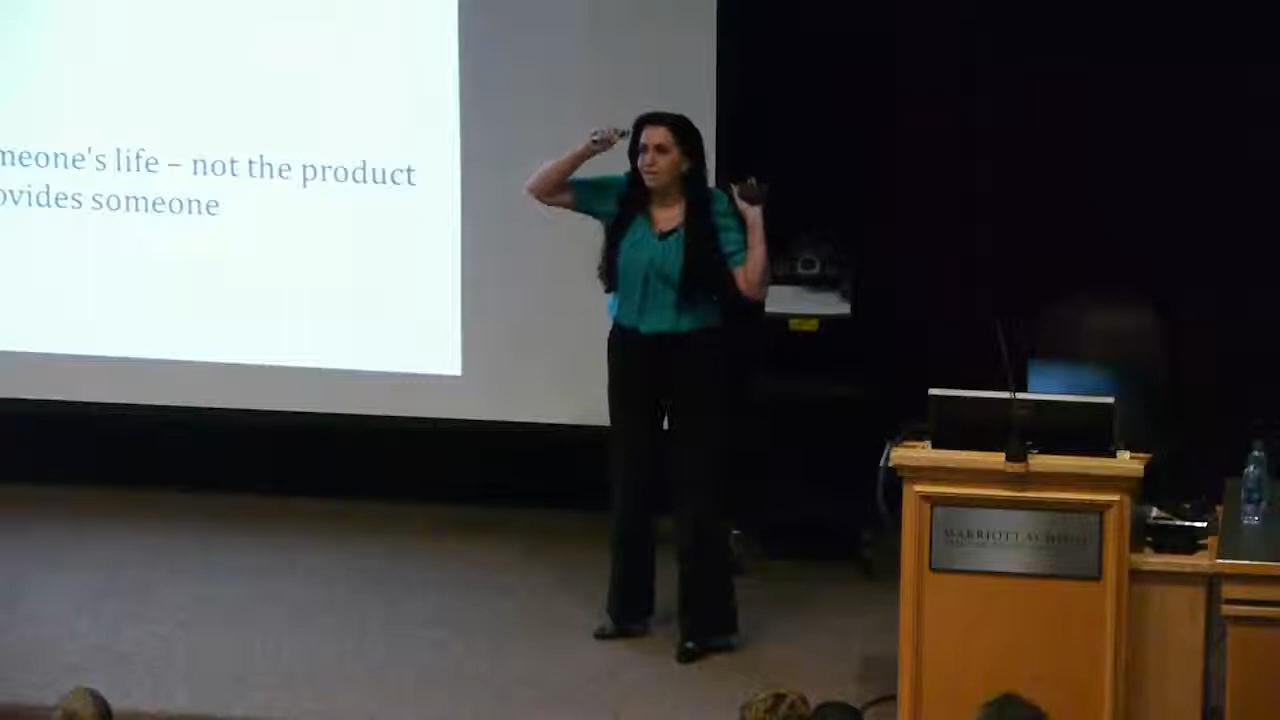 meone's life – not the product
ovides someone
MARRIOTT SCHOOL